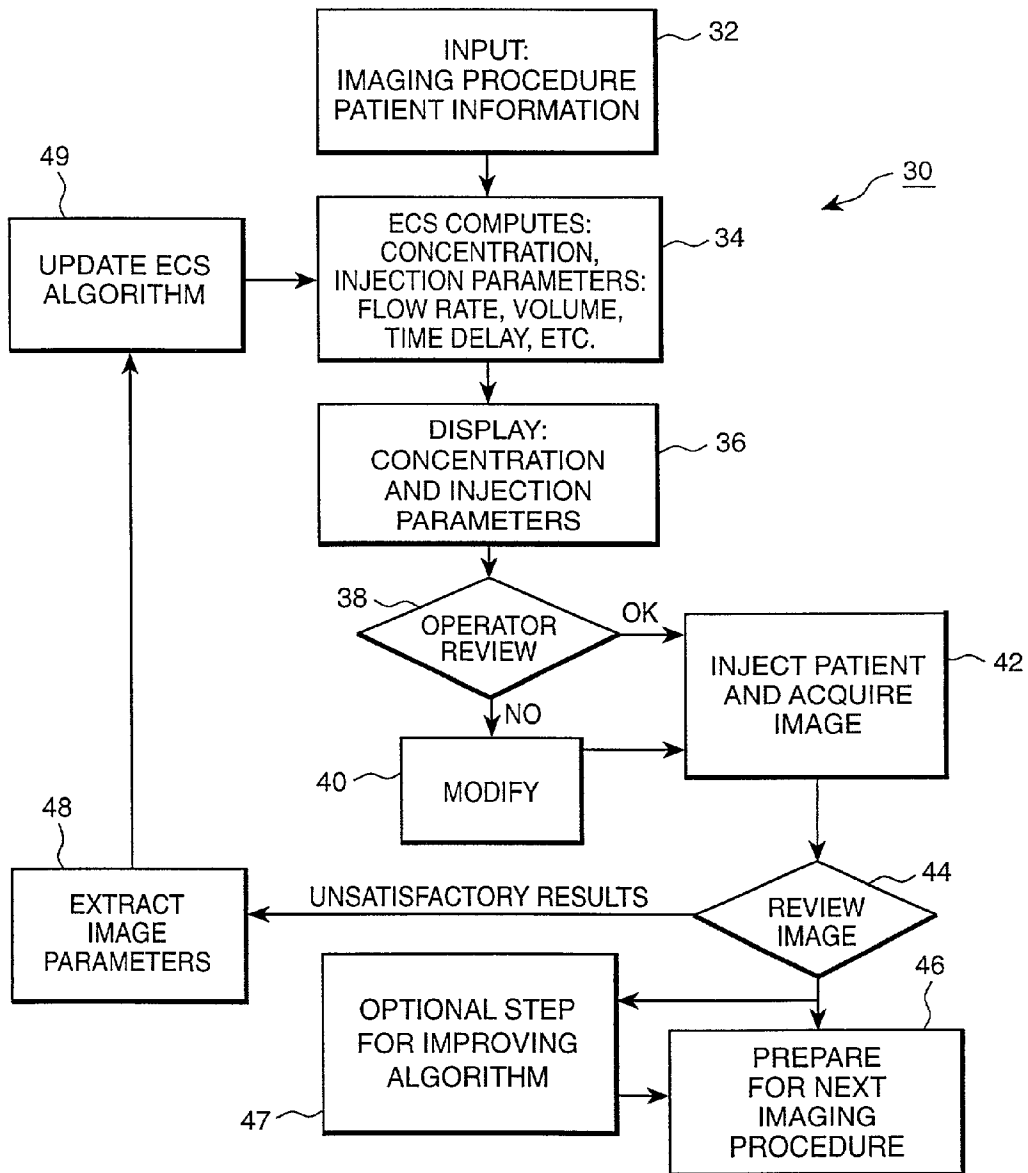 INPUT:
IMAGING PROCEDURE
PATIENT INFORMATION
32
30
49
UPDATE ECS
ALGORITHM
ECS COMPUTES:
CONCENTRATION,
INJECTION PARAMETERS:
FLOW RATE, VOLUME,
TIME DELAY, ETC.
34
DISPLAY:
CONCENTRATION
AND INJECTION
PARAMETERS
36
38
OPERATOR
REVIEW
OK
NO
INJECT PATIENT
AND ACQUIRE
IMAGE
42
40
MODIFY
48
EXTRACT
IMAGE
PARAMETERS
UNSATISFACTORY RESULTS
44
REVIEW
IMAGE
46
OPTIONAL STEP
FOR IMPROVING
ALGORITHM
47
PREPARE
FOR NEXT
IMAGING
PROCEDURE